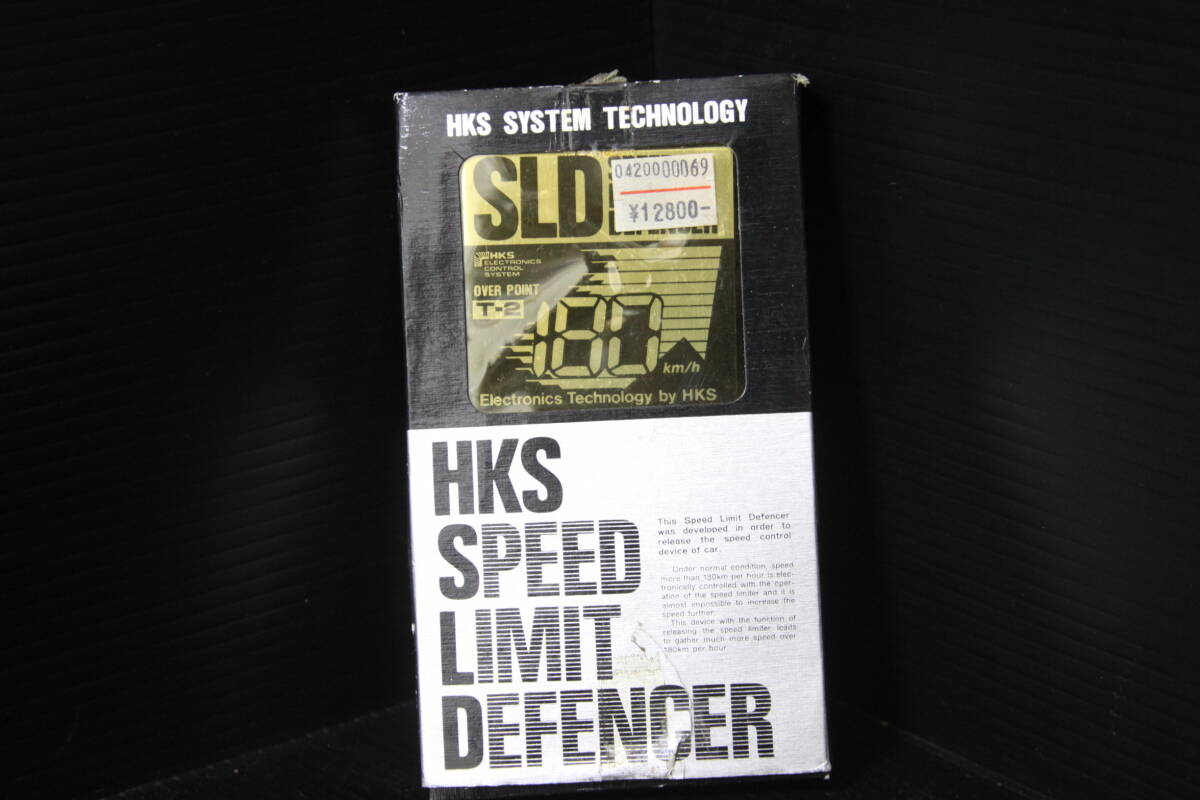 HKS SYSTEM TECHNOLOGY
SLD
0420000069
¥12800-
DEFENCER
HKS
ELECTRONICS
CONTROL
SYSTEM
OVER POINT
T-2
180
km/h
Electronics Technology by HKS
HKS
SPEED
LIMIT
DEFENCER
This Speed Limit Defencer
was developed in order to
release the speed control
device of car.
Under normal condition, speed
more than 180km per hour is elec-
tronically controlled with the oper-
ation of the speed limiter and it is
almost impossible to increase the
speed further.
This device with the function of
releasing the speed limiter leads
to gather much more speed over
180km per hour.